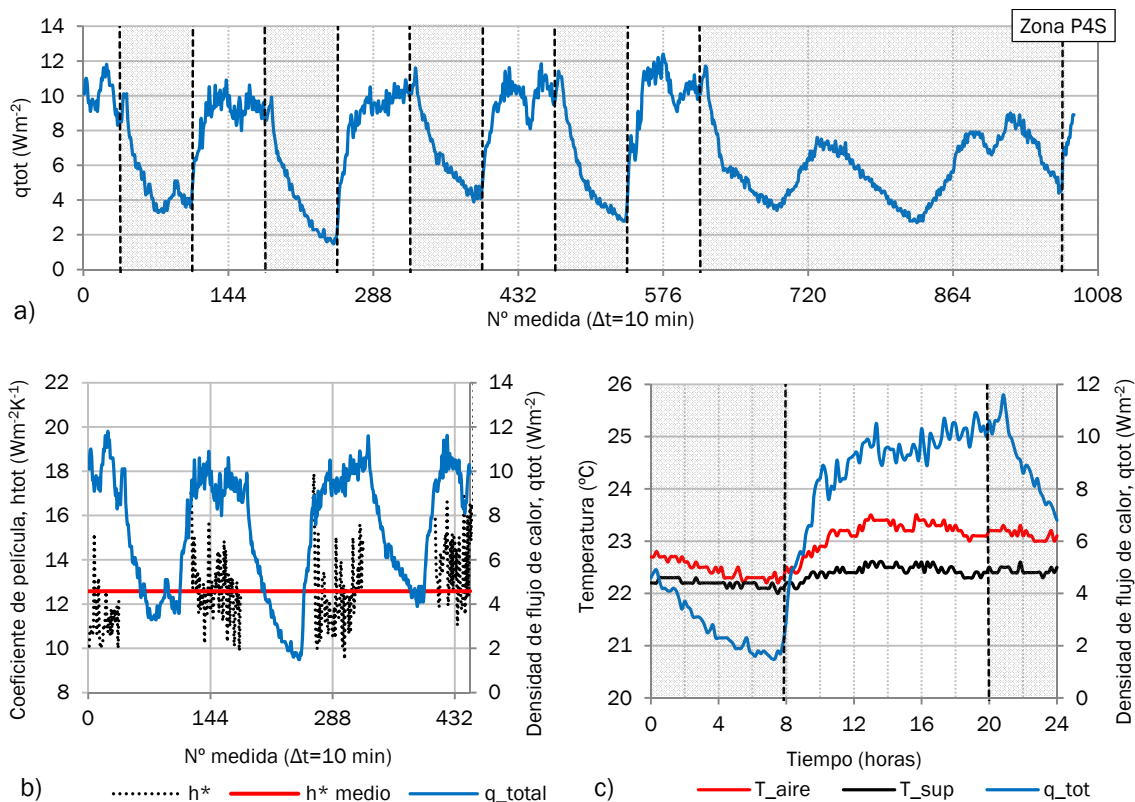 Zona P4S
14
12
10
8
6
4
2
0
qtot (Wm-2)
0 144 288 432 576 720 864 1008
Nº medida (Δt=10 min)
a)
22
20
18
16
14
12
10
8
Coeficiente de película, htot (Wm-2K-1)
14
12
10
8
6
4
2
0
Densidad de flujo de calor, qtot (Wm-2)
0 144 288 432
Nº medida (Δt=10 min)
b)
h* h* medio q_total
26
25
24
23
22
21
20
Temperatura (ºC)
12
10
8
6
4
2
0
Densidad de flujo de calor, qtot (Wm-2)
0 4 8 12 16 20 24
Tiempo (horas)
c)
T_aire T_sup q_tot